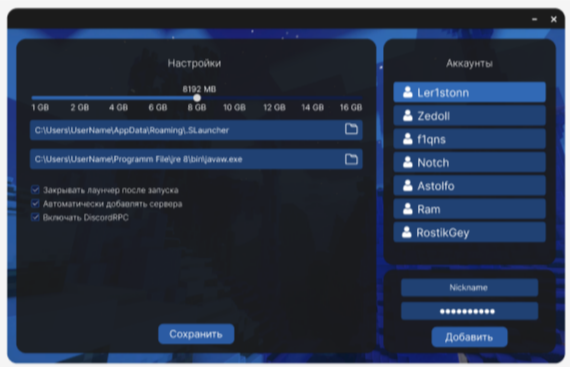 Настройки
8192 MB
1 GB 2 GB 4 GB 6 GB 8 GB 10 GB 12 GB 14 GB 16 GB
C:\Users\UserName\AppData\Roaming\.SLauncher
C:\Users\UserName\Programm File\jre 8\bin\javaw.exe
Закрывать лаунчер после запуска
Автоматически добавлять сервера
Включать DiscordRPC
Сохранить
Аккаунты
Ler1stonn
Zedoll
f1qns
Notch
Astolfo
Ram
RostikGey
Nickname
Добавить